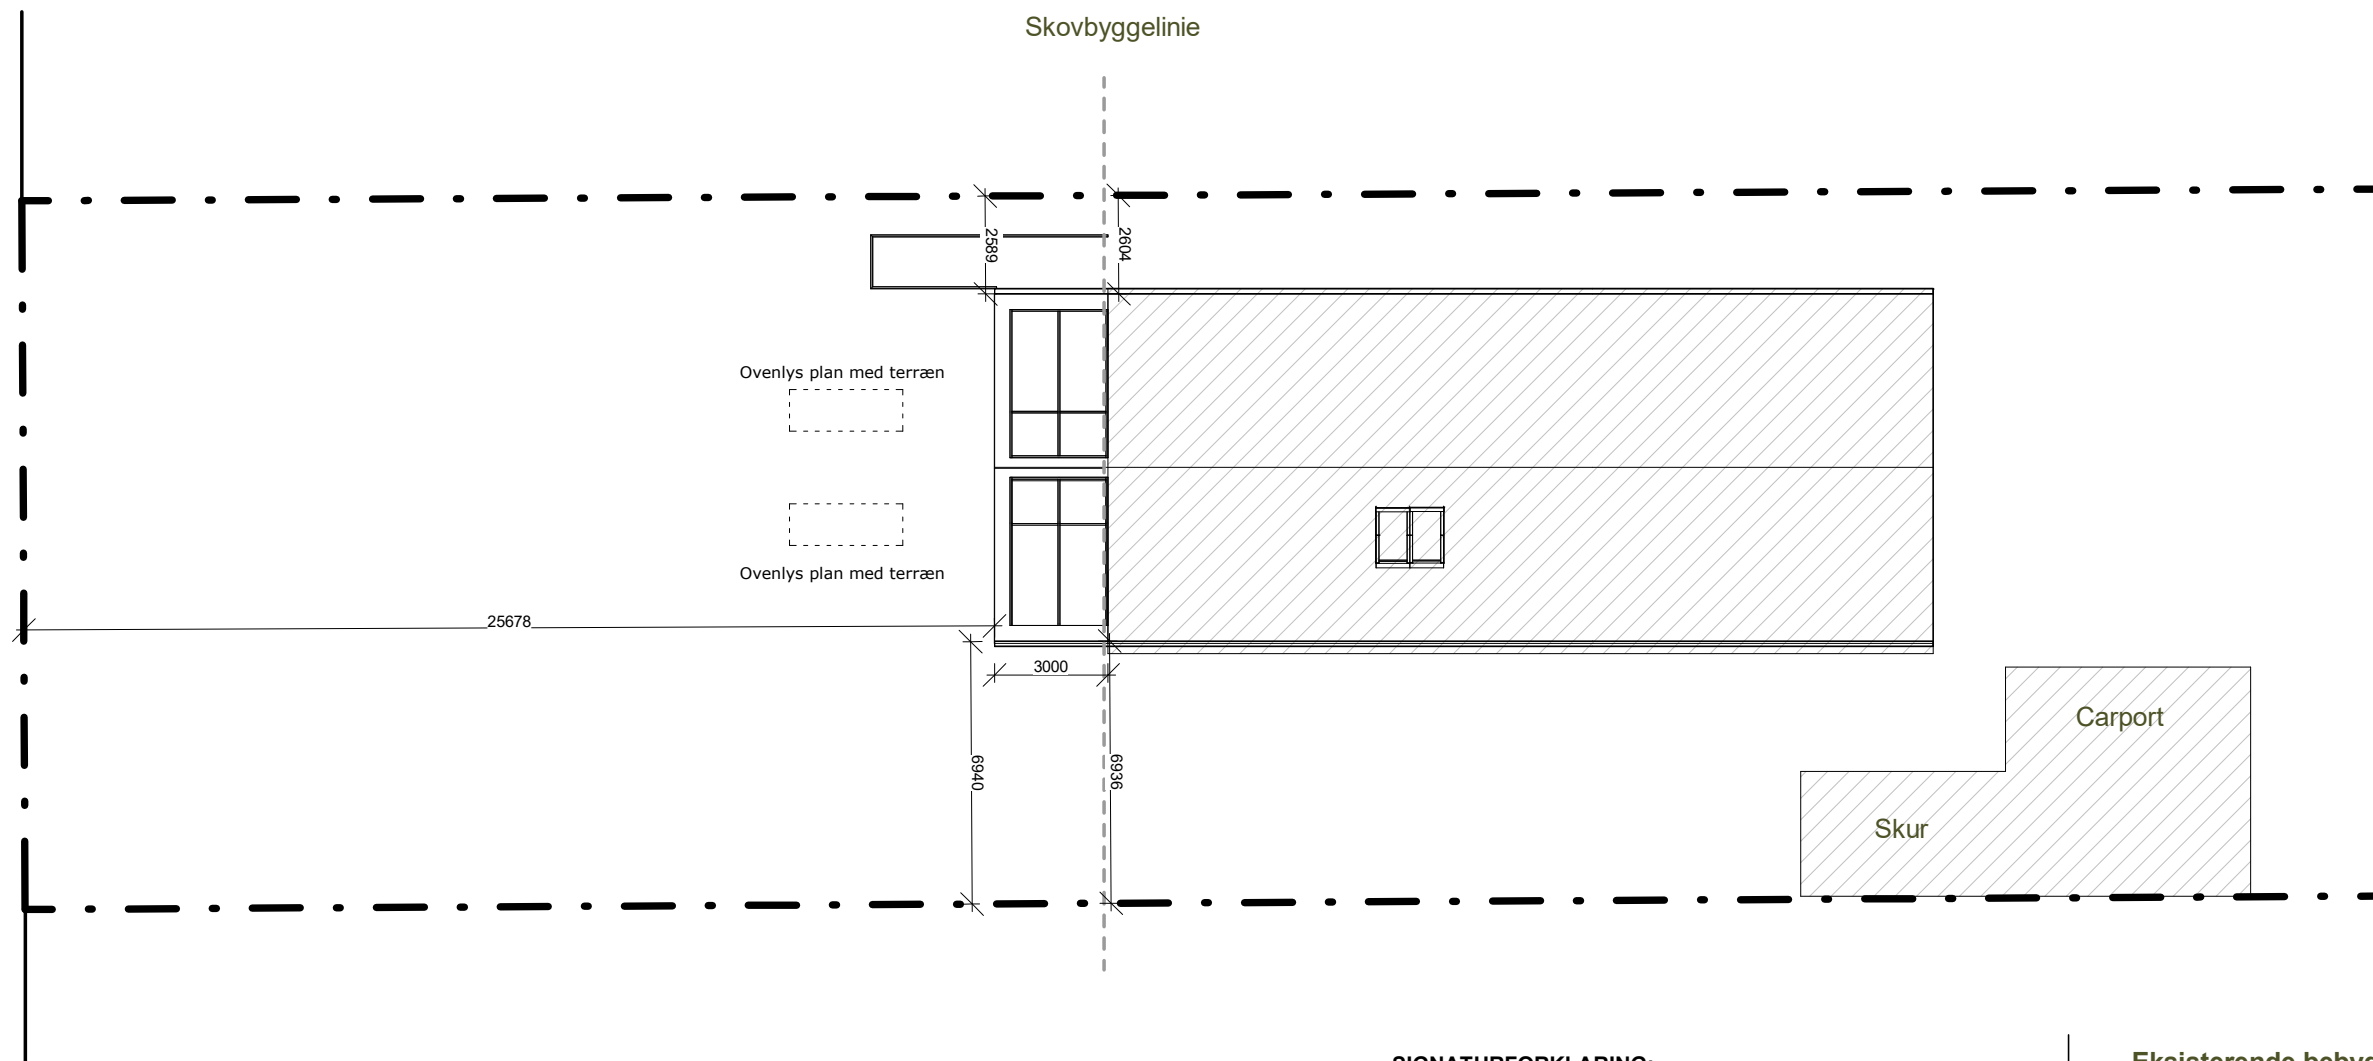 Skovbyggelinie
2589
2604
Ovenlys plan med terræn
Ovenlys plan med terræn
25678
3000
6940
6936
Carport
Skur
SIGNATURFORKLARING:
Eksisterende